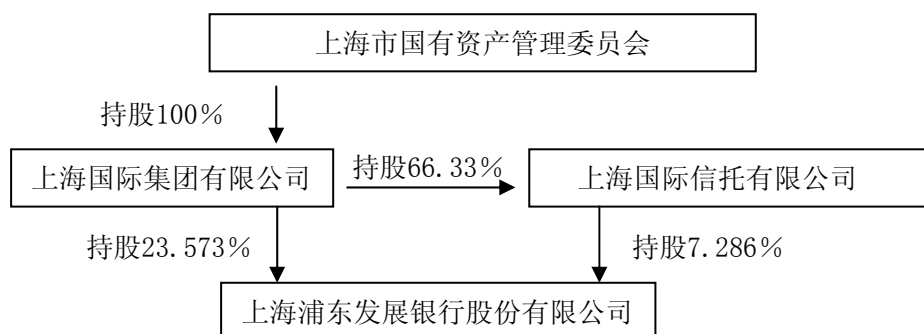 上海市国有资产管理委员会
持股100%
上海国际集团有限公司
持股66.33%
上海国际信托有限公司
持股23.573%
持股7.286%
上海浦东发展银行股份有限公司